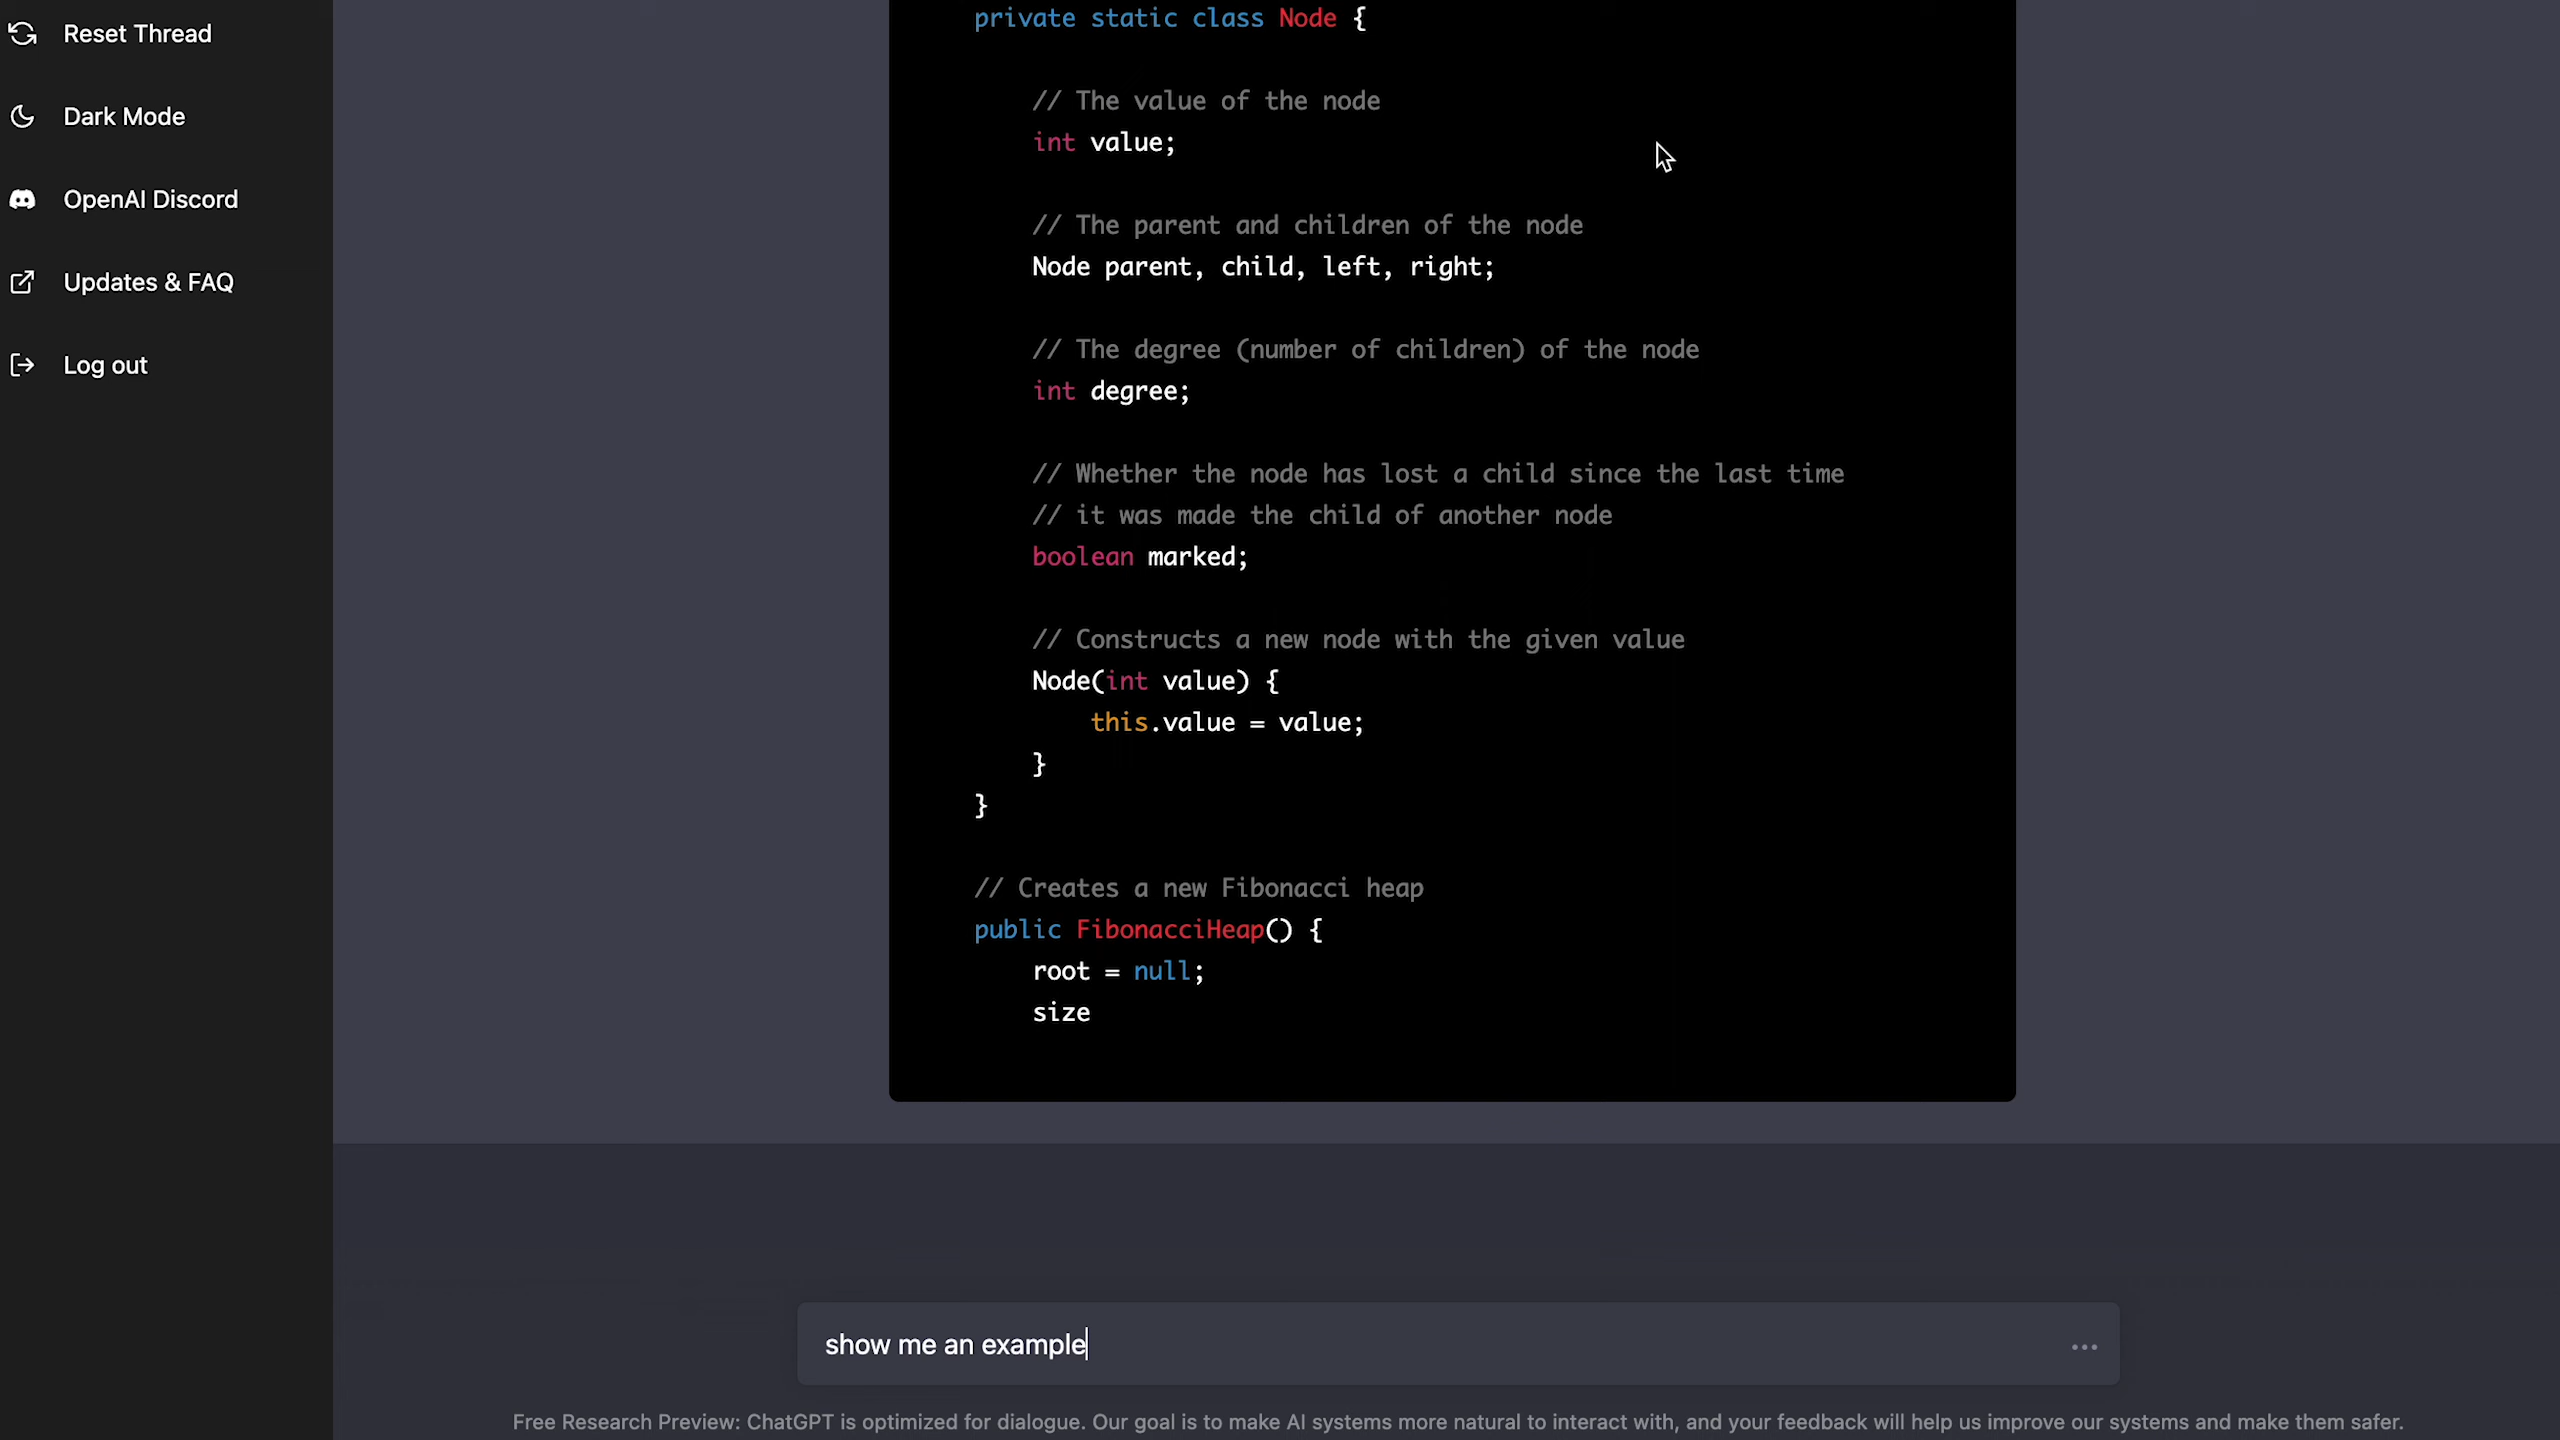 Reset Thread
Dark Mode
OpenAI Discord
Updates & FAQ
Log out
private static class Node {
// The value of the node
int value;
// The parent and children of the node
Node parent, child, left, right;
// The degree (number of children) of the node
int degree;
// Whether the node has lost a child since the last time
// it was made the child of another node
boolean marked;
// Constructs a new node with the given value
Node(int value) {
this.value = value;
}
}
// Creates a new Fibonacci heap
public FibonacciHeap() {
root = null;
size
show me an example
Free Research Preview: ChatGPT is optimized for dialogue. Our goal is to make AI systems more natural to interact with, and your feedback will help us improve our systems and make them safer.